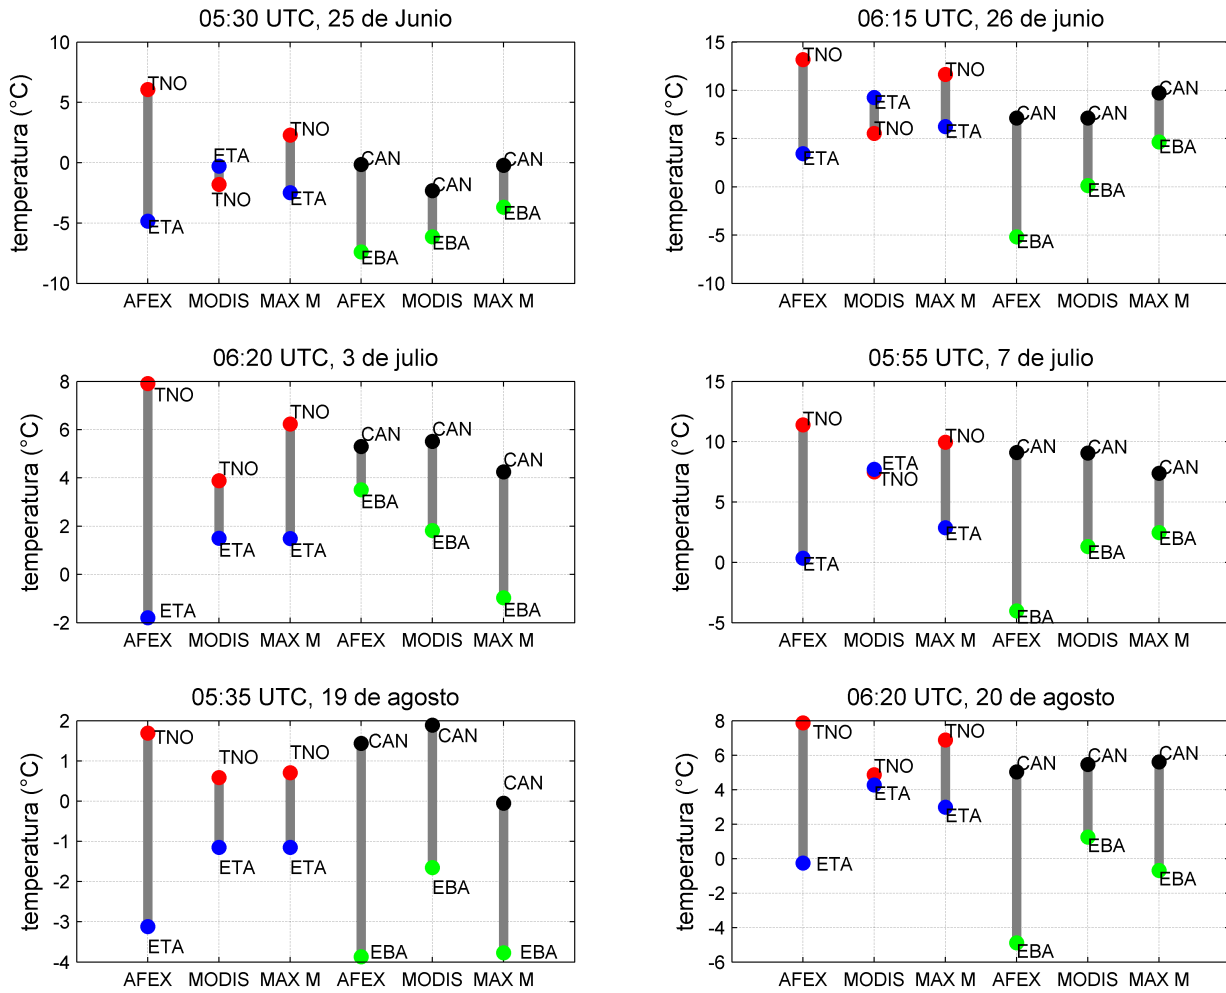 05:30 UTC, 25 de Junio
temperatura (°C)
10
5
0
-5
-10
TNO
ETA
ETA
TNO
TNO
ETA
CAN
EBA
CAN
EBA
CAN
EBA
AFEX MODIS MAX M AFEX MODIS MAX M
06:15 UTC, 26 de junio
temperatura (°C)
15
10
5
0
-5
-10
TNO
ETA
ETA
TNO
TNO
ETA
CAN
EBA
CAN
EBA
CAN
EBA
AFEX MODIS MAX M AFEX MODIS MAX M
06:20 UTC, 3 de julio
temperatura (°C)
8
6
4
2
0
-2
TNO
ETA
TNO
ETA
TNO
ETA
CAN
EBA
CAN
EBA
CAN
EBA
AFEX MODIS MAX M AFEX MODIS MAX M
05:55 UTC, 7 de julio
temperatura (°C)
15
10
5
0
-5
TNO
ETA
ETA
TNO
TNO
ETA
CAN
EBA
CAN
EBA
CAN
EBA
AFEX MODIS MAX M AFEX MODIS MAX M
05:35 UTC, 19 de agosto
temperatura (°C)
2
1
0
-1
-2
-3
-4
TNO
ETA
TNO
ETA
TNO
ETA
CAN
EBA
CAN
EBA
CAN
EBA
AFEX MODIS MAX M AFEX MODIS MAX M
06:20 UTC, 20 de agosto
temperatura (°C)
8
6
4
2
0
-2
-4
-6
TNO
ETA
TNO
ETA
TNO
ETA
CAN
EBA
CAN
EBA
CAN
EBA
AFEX MODIS MAX M AFEX MODIS MAX M